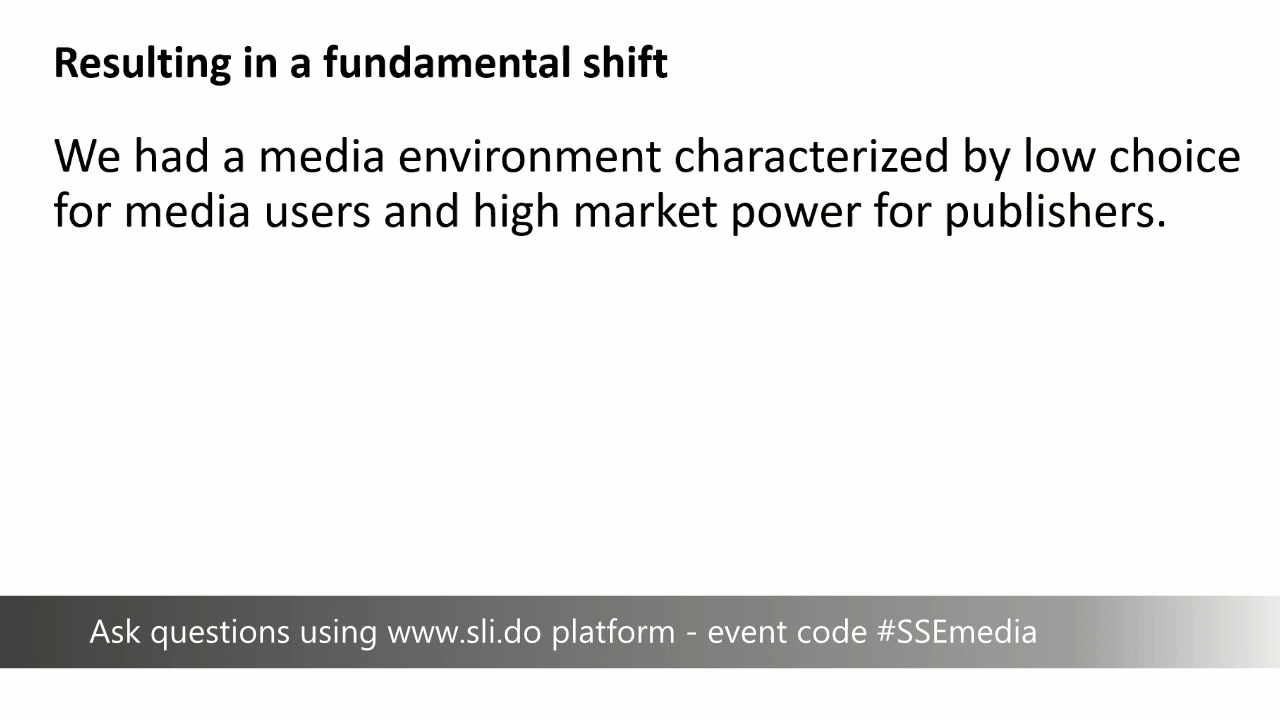 Resulting in a fundamental shift
We had a media environment characterized by low choice
for media users and high market power for publishers.
Ask questions using www.sli.do platform - event code #SSEmedia